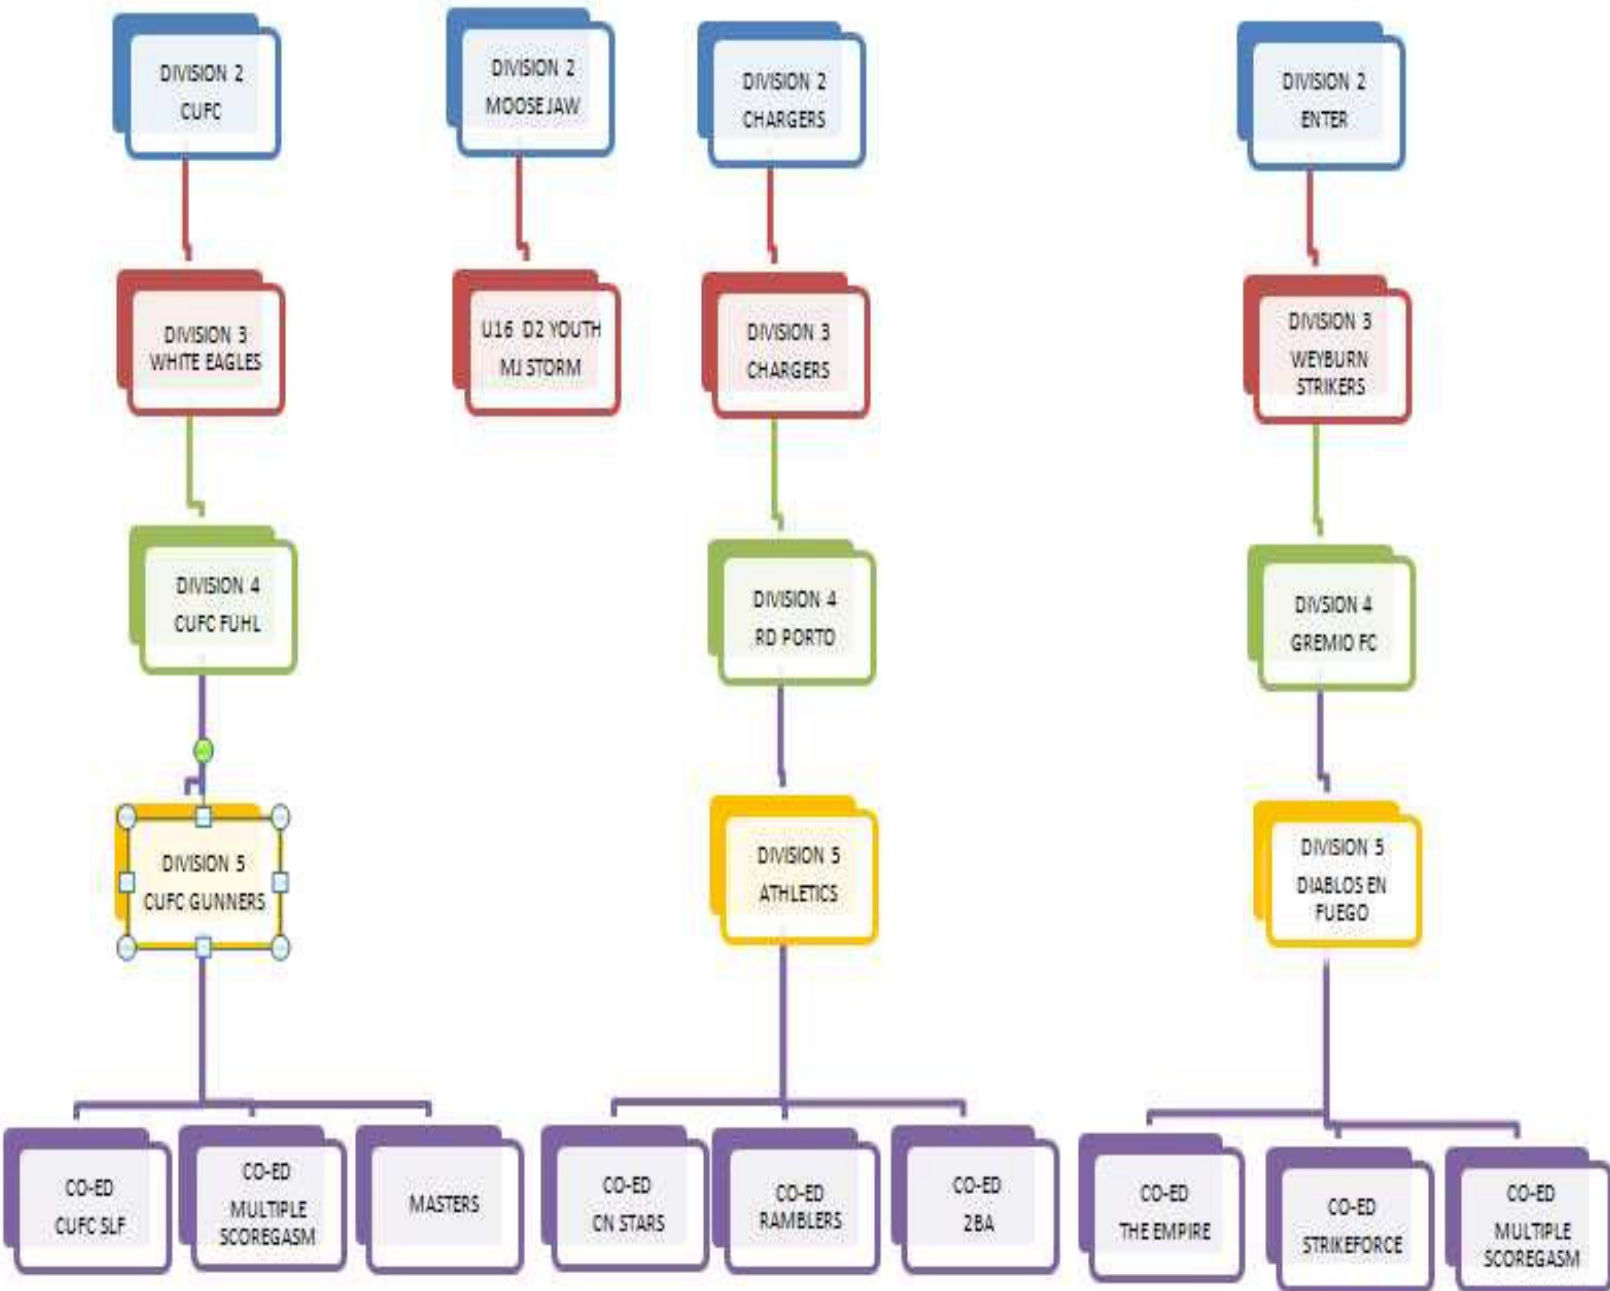 DIVISION 2
CUFC
DIVISION 2
MOOSE JAW
DIVISION 2
CHARGERS
DIVISION 2
ENTER
DIVISION 3
WHITE EAGLES
U16 D2 YOUTH
MJ STORM
DIVISION 3
CHARGERS
DIVISION 3
WEYBURN
STRIKERS
DIVISION 4
CUFC FUHL
DIVISION 4
RD PORTO
DIVSION 4
GREMIO FC
DIVISION 5
CUFC GUNNERS
DIVISION 5
ATHLETICS
DIVISION 5
DIABLOS EN
FUEGO
CO-ED
CUFC SLF
CO-ED
MULTIPLE
SCOREGASM
MASTERS
CO-ED
CN STARS
CO-ED
RAMBLERS
CO-ED
2BA
CO-ED
THE EMPIRE
CO-ED
STRIKEFORCE
CO-ED
MULTIPLE
SCOREGASM